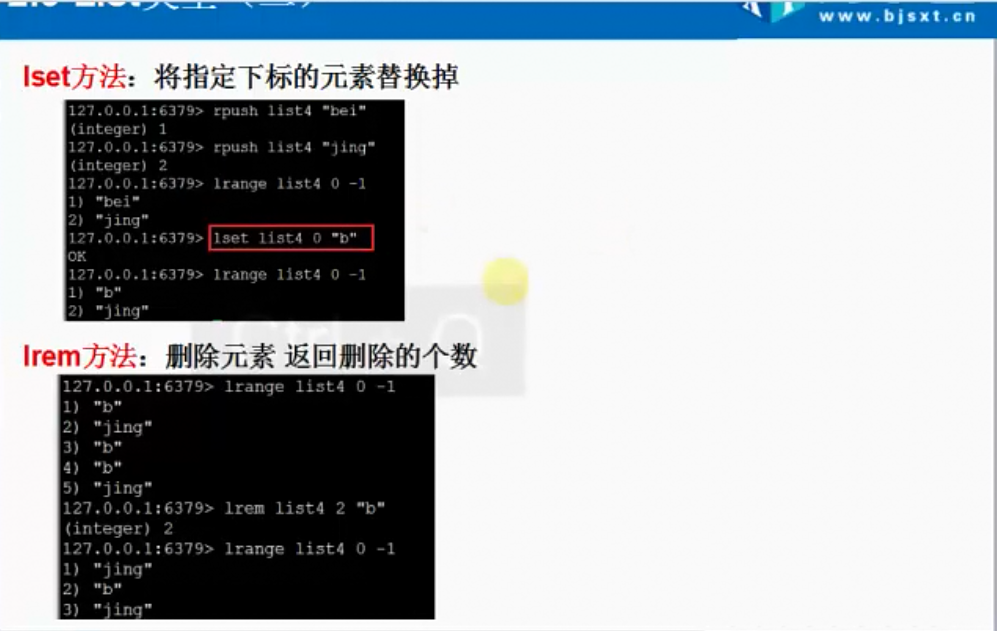 www.bjsxt.cn
lset方法：将指定下标的元素替换掉
127.0.0.1:6379> rpush list4 "bei"
(integer) 1
127.0.0.1:6379> rpush list4 "jing"
(integer) 2
127.0.0.1:6379> lrange list4 0 -1
1) "bei"
2) "jing"
127.0.0.1:6379> lset list4 0 "b"
OK
127.0.0.1:6379> lrange list4 0 -1
1) "b"
2) "jing"
lrem方法：删除元素 返回删除的个数
127.0.0.1:6379> lrange list4 0 -1
1) "b"
2) "jing"
3) "b"
4) "b"
5) "jing"
127.0.0.1:6379> lrem list4 2 "b"
(integer) 2
127.0.0.1:6379> lrange list4 0 -1
1) "jing"
2) "b"
3) "jing"